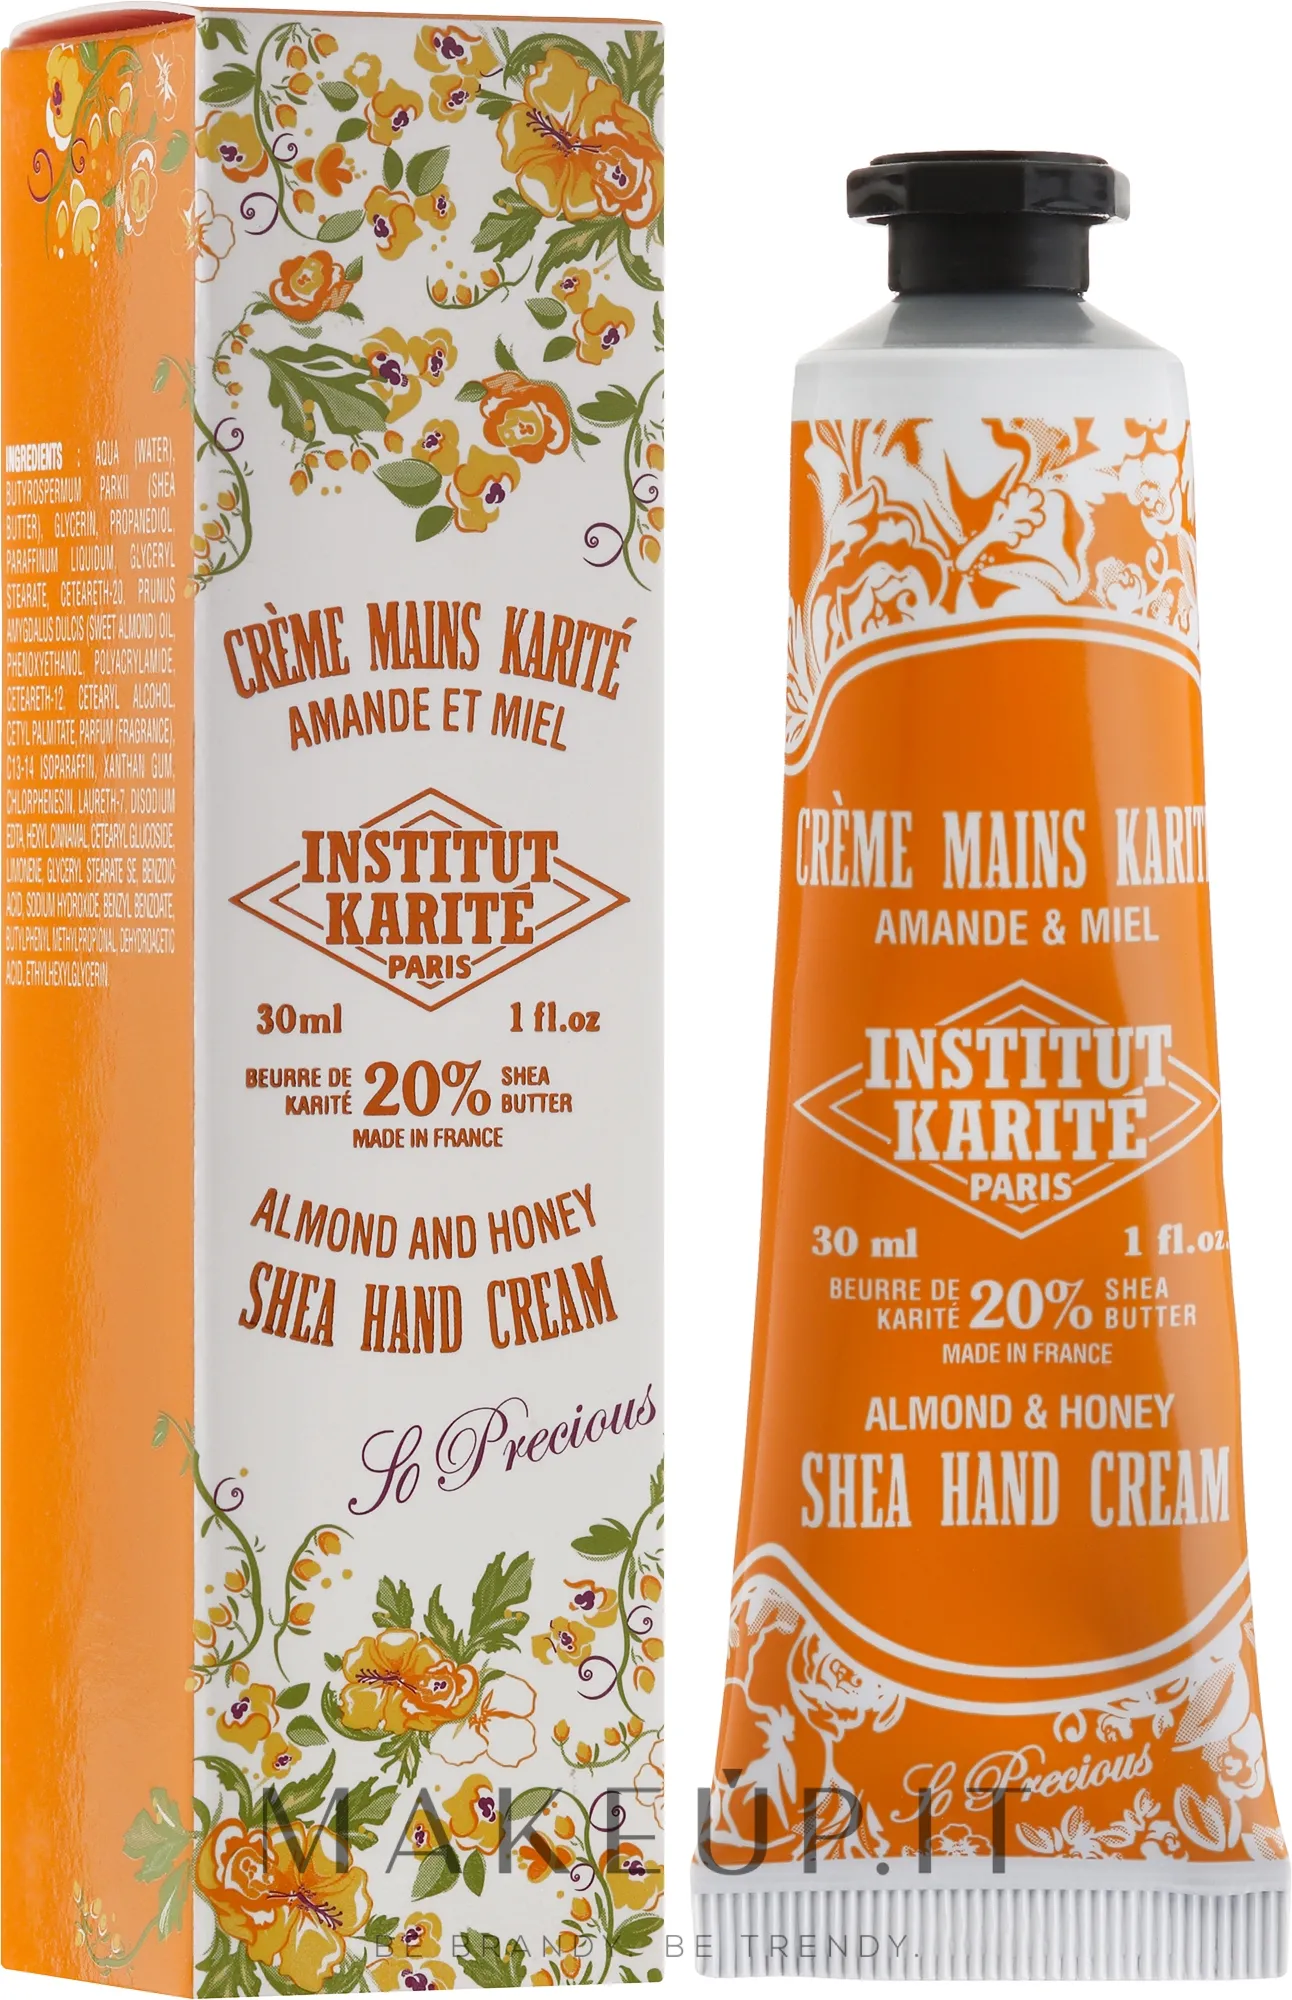 INGREDIENTS : AQUA (WATER),
BUTYROSPERMUM PARKII (SHEA
BUTTER), GLYCERIN, PROPANEDIOL,
PARAFFINUM LIQUIDUM, GLYCERYL
STEARATE, CETEARETH-20, PRUNUS
AMYGDALUS DULCIS (SWEET ALMOND) OIL,
PHENOXYETHANOL, POLYACRYLAMIDE,
CETEARETH-12, CETEARYL ALCOHOL,
CETYL PALMITATE, PARFUM (FRAGRANCE),
C13-14 ISOPARAFFIN, XANTHAN GUM,
CHLORPHENESIN, LAURETH-7, DISODIUM
EDTA, HEXYL CINNAMAL, CETEARYL GLUCOSIDE,
LIMONENE, GLYCERYL STEARATE SE, BENZOIC
ACID, SODIUM HYDROXIDE, BENZYL BENZOATE,
BUTYLPHENYL METHYLPROPIONAL, DEHYDROACETIC
ACID, ETHYLHEXYLGLYCERIN.
CRÈME MAINS KARITÉ
AMANDE ET MIEL
INSTITUT
KARITÉ
PARIS
30ml 1 fl.oz
BEURRE DE KARITÉ 20% SHEA BUTTER
MADE IN FRANCE
ALMOND AND HONEY
SHEA HAND CREAM
So Precious
CRÈME MAINS KARIT
AMANDE & MIEL
INSTITUT
KARITÉ
PARIS
30 ml 1 fl.oz.
BEURRE DE KARITÉ 20% SHEA BUTTER
MADE IN FRANCE
ALMOND & HONEY
SHEA HAND CREAM
So Precious
MAKEUP.IT
BE BRANDY. BE TRENDY.